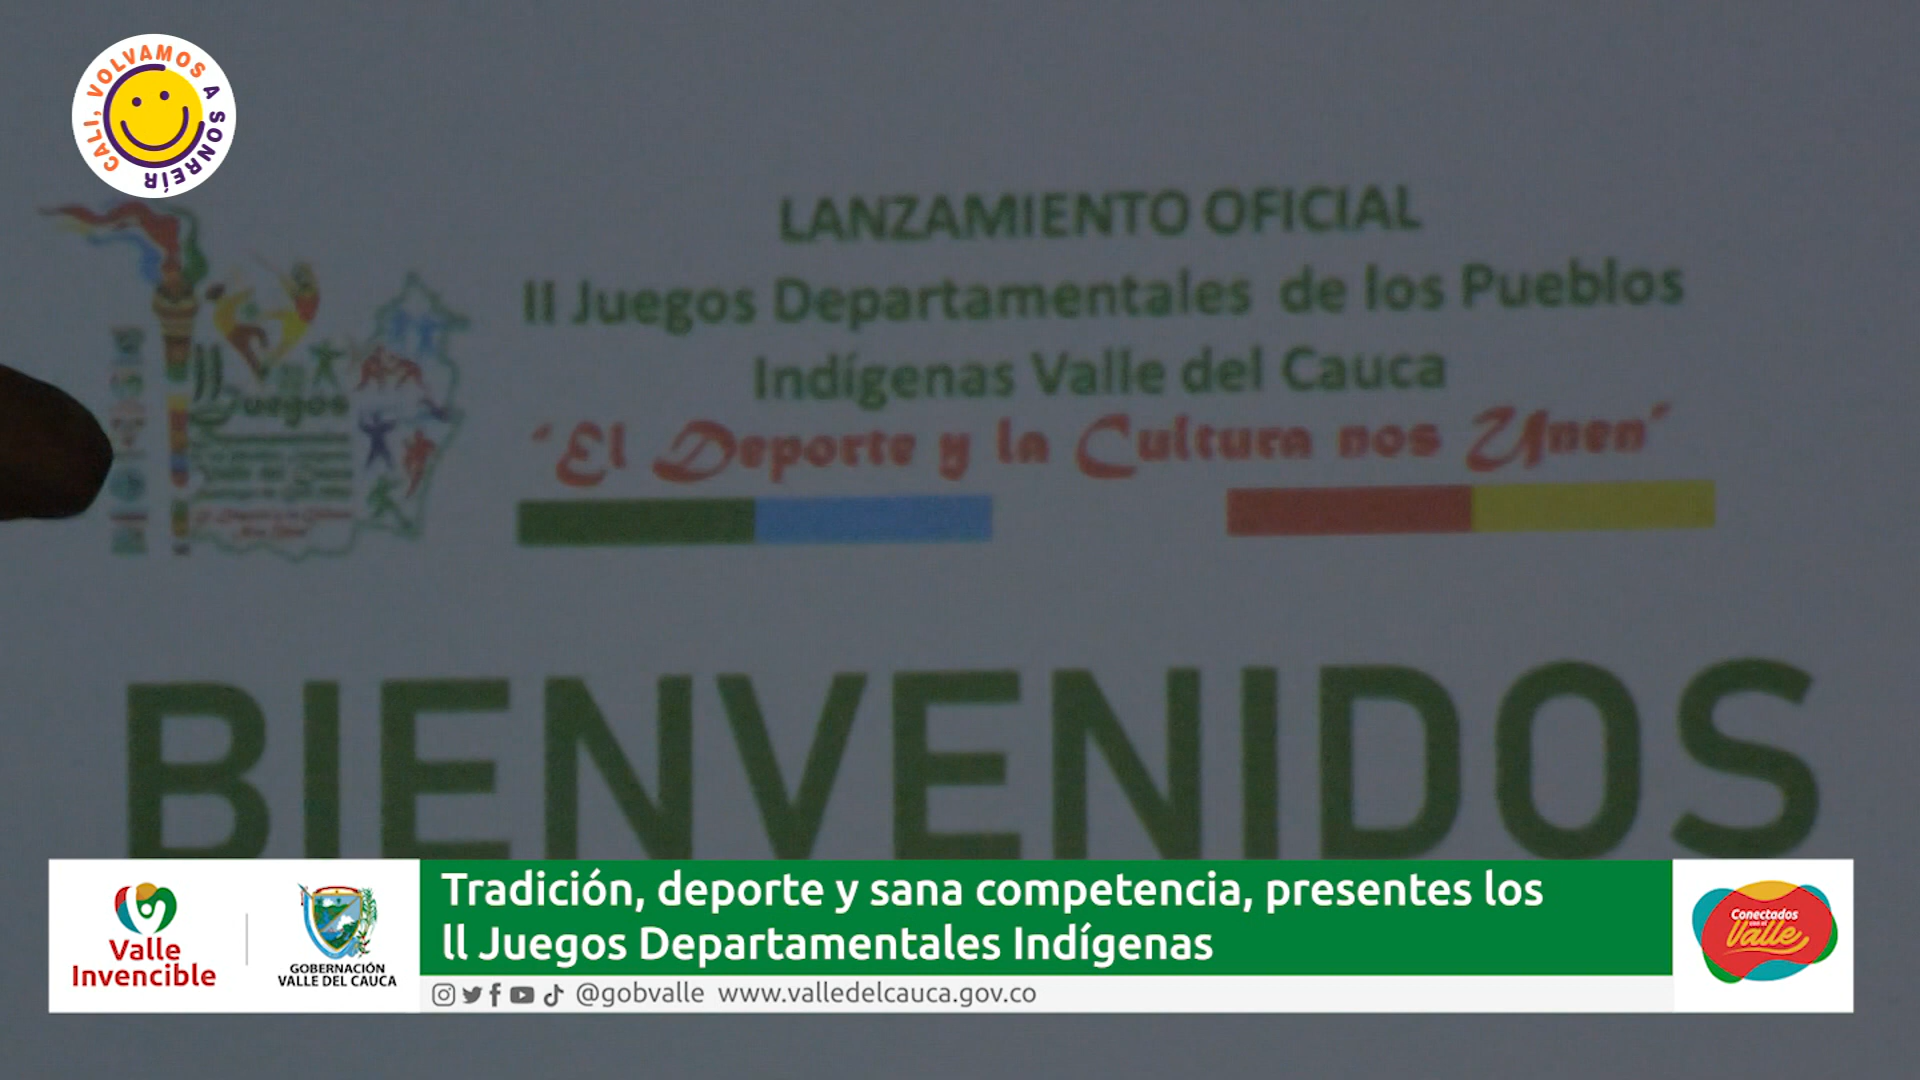 CALI, VOLVAMOS A SONREÍR
LANZAMIENTO OFICIAL
II Juegos Departamentales de los Pueblos
Indígenas Valle del Cauca
"El Deporte y la Cultura nos Unen"
II
Juegos
BIENVENIDOS
Tradición, deporte y sana competencia, presentes los
ll Juegos Departamentales Indígenas
Valle
Invencible
GOBERNACIÓN
VALLE DEL CAUCA
@gobvalle www.valledelcauca.gov.co
Conectados
Valle